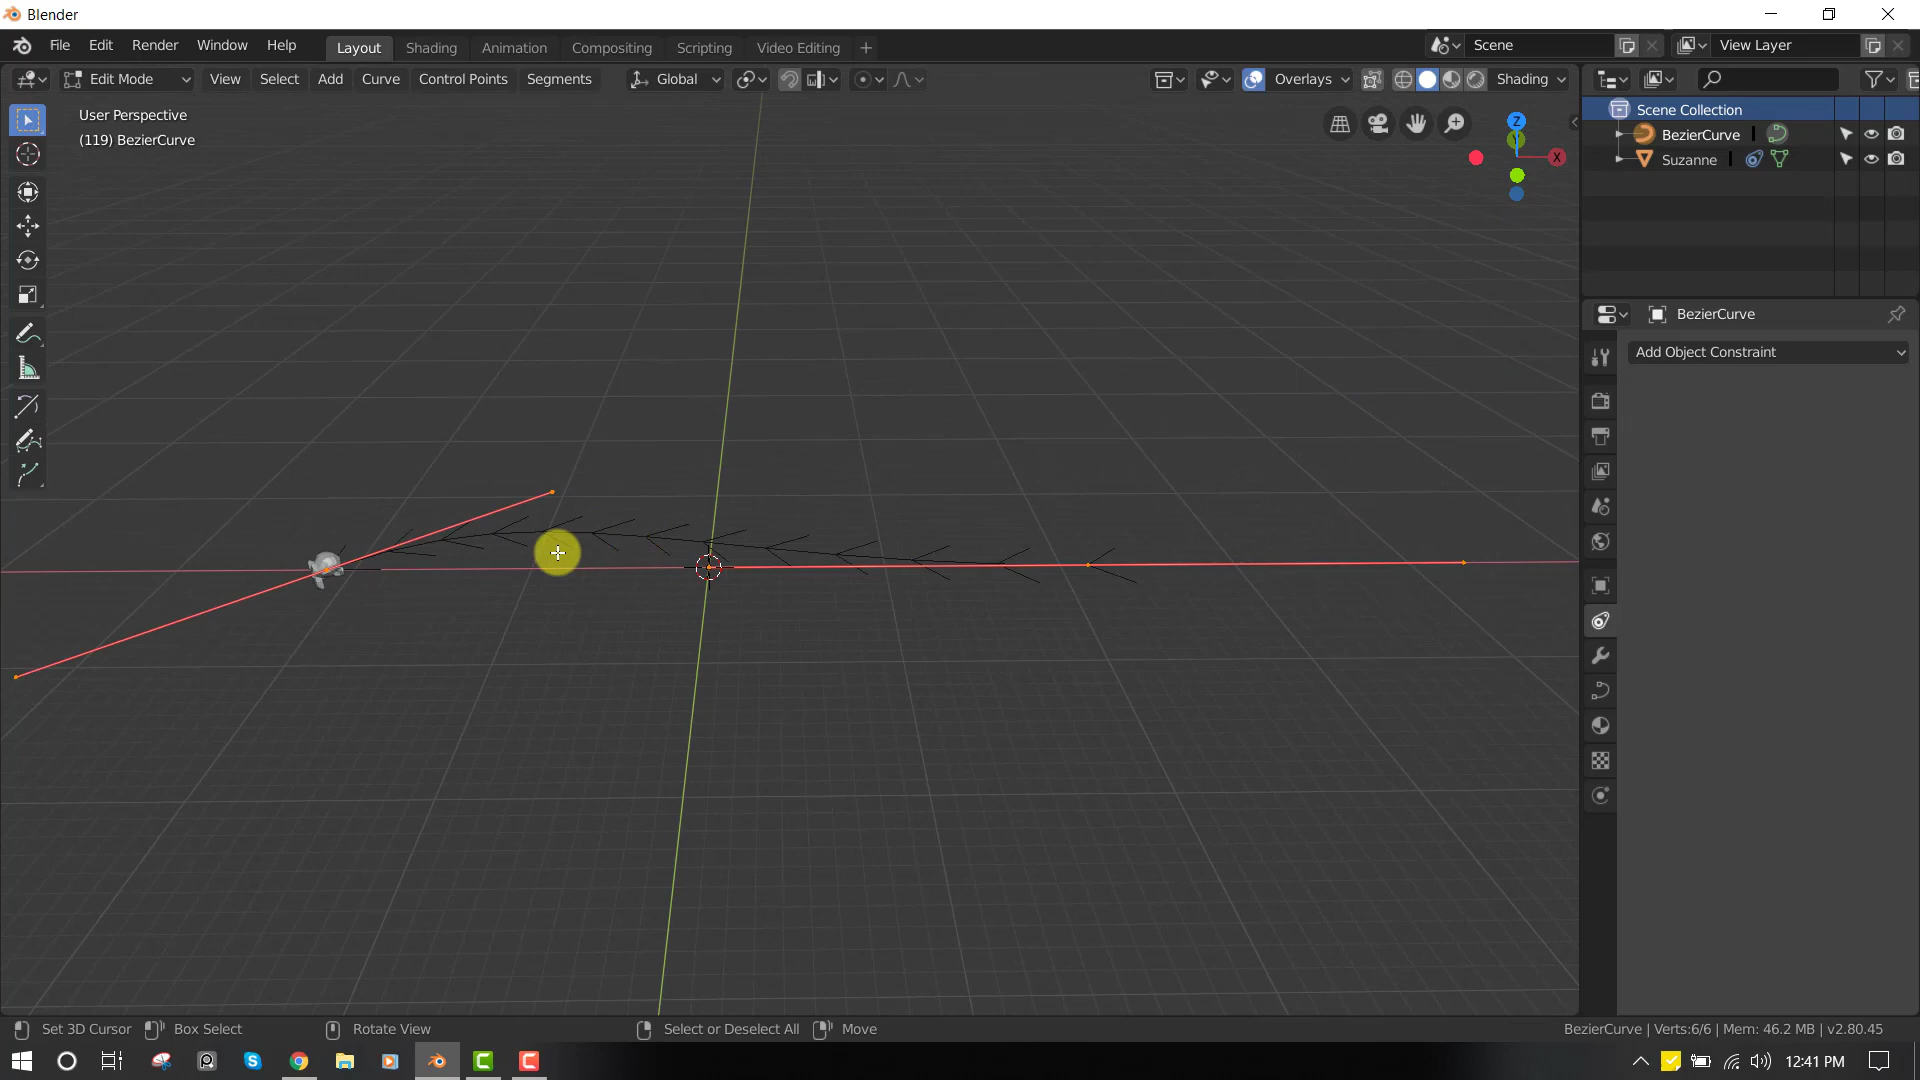 Blender
File Edit Render Window Help Layout Shading Animation Compositing Scripting Video Editing + Scene View Layer
Edit Mode View Select Add Curve Control Points Segments Global Overlays Shading
User Perspective
(119) BezierCurve
Z
Y
X
Scene Collection
BezierCurve
Suzanne
BezierCurve
Add Object Constraint
Set 3D Cursor Box Select Rotate View Select or Deselect All Move BezierCurve | Verts:6/6 | Mem: 46.2 MB | v2.80.45
12:41 PM